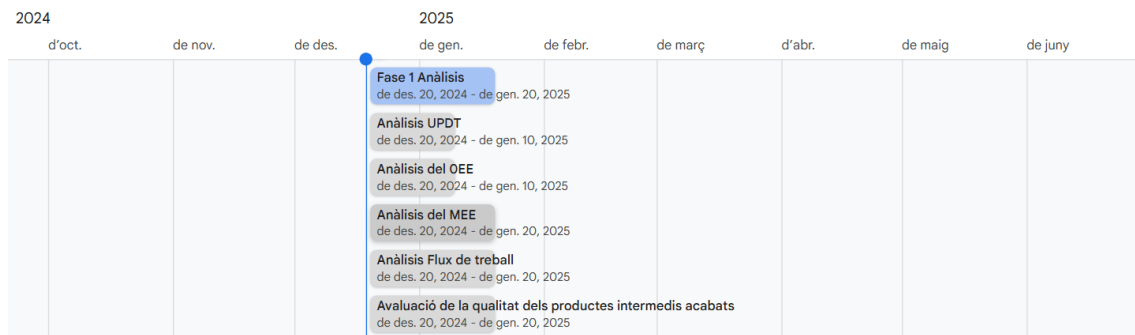 2024
2025
d'oct.
de nov.
de des.
de gen.
de febr.
de març
d'abr.
de maig
de juny
Fase 1 Anàlisis
de des. 20, 2024 - de gen. 20, 2025
Anàlisis UPDT
de des. 20, 2024 - de gen. 10, 2025
Anàlisis del 0EE
de des. 20, 2024 - de gen. 10, 2025
Anàlisis del MEE
de des. 20, 2024 - de gen. 20, 2025
Anàlisis Flux de treball
de des. 20, 2024 - de gen. 20, 2025
Avaluació de la qualitat dels productes intermedis acabats
de des. 20, 2024 - de gen. 20, 2025